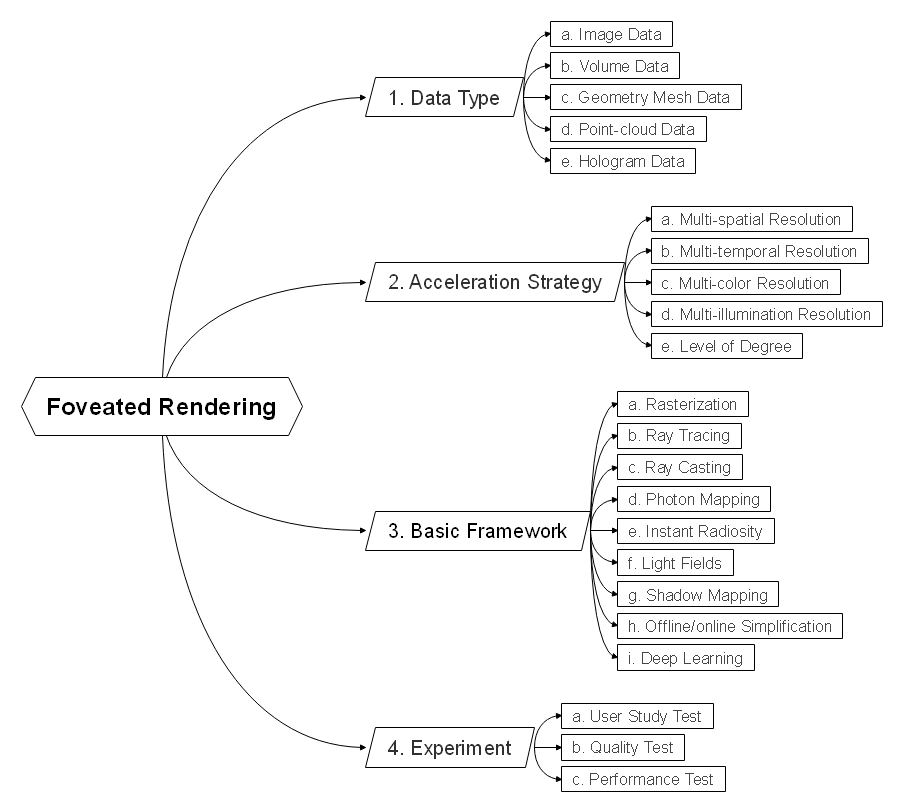 Foveated Rendering
1. Data Type
a. Image Data
b. Volume Data
c. Geometry Mesh Data
d. Point-cloud Data
e. Hologram Data
2. Acceleration Strategy
a. Multi-spatial Resolution
b. Multi-temporal Resolution
c. Multi-color Resolution
d. Multi-illumination Resolution
e. Level of Degree
3. Basic Framework
a. Rasterization
b. Ray Tracing
c. Ray Casting
d. Photon Mapping
e. Instant Radiosity
f. Light Fields
g. Shadow Mapping
h. Offline/online Simplification
i. Deep Learning
4. Experiment
a. User Study Test
b. Quality Test
c. Performance Test